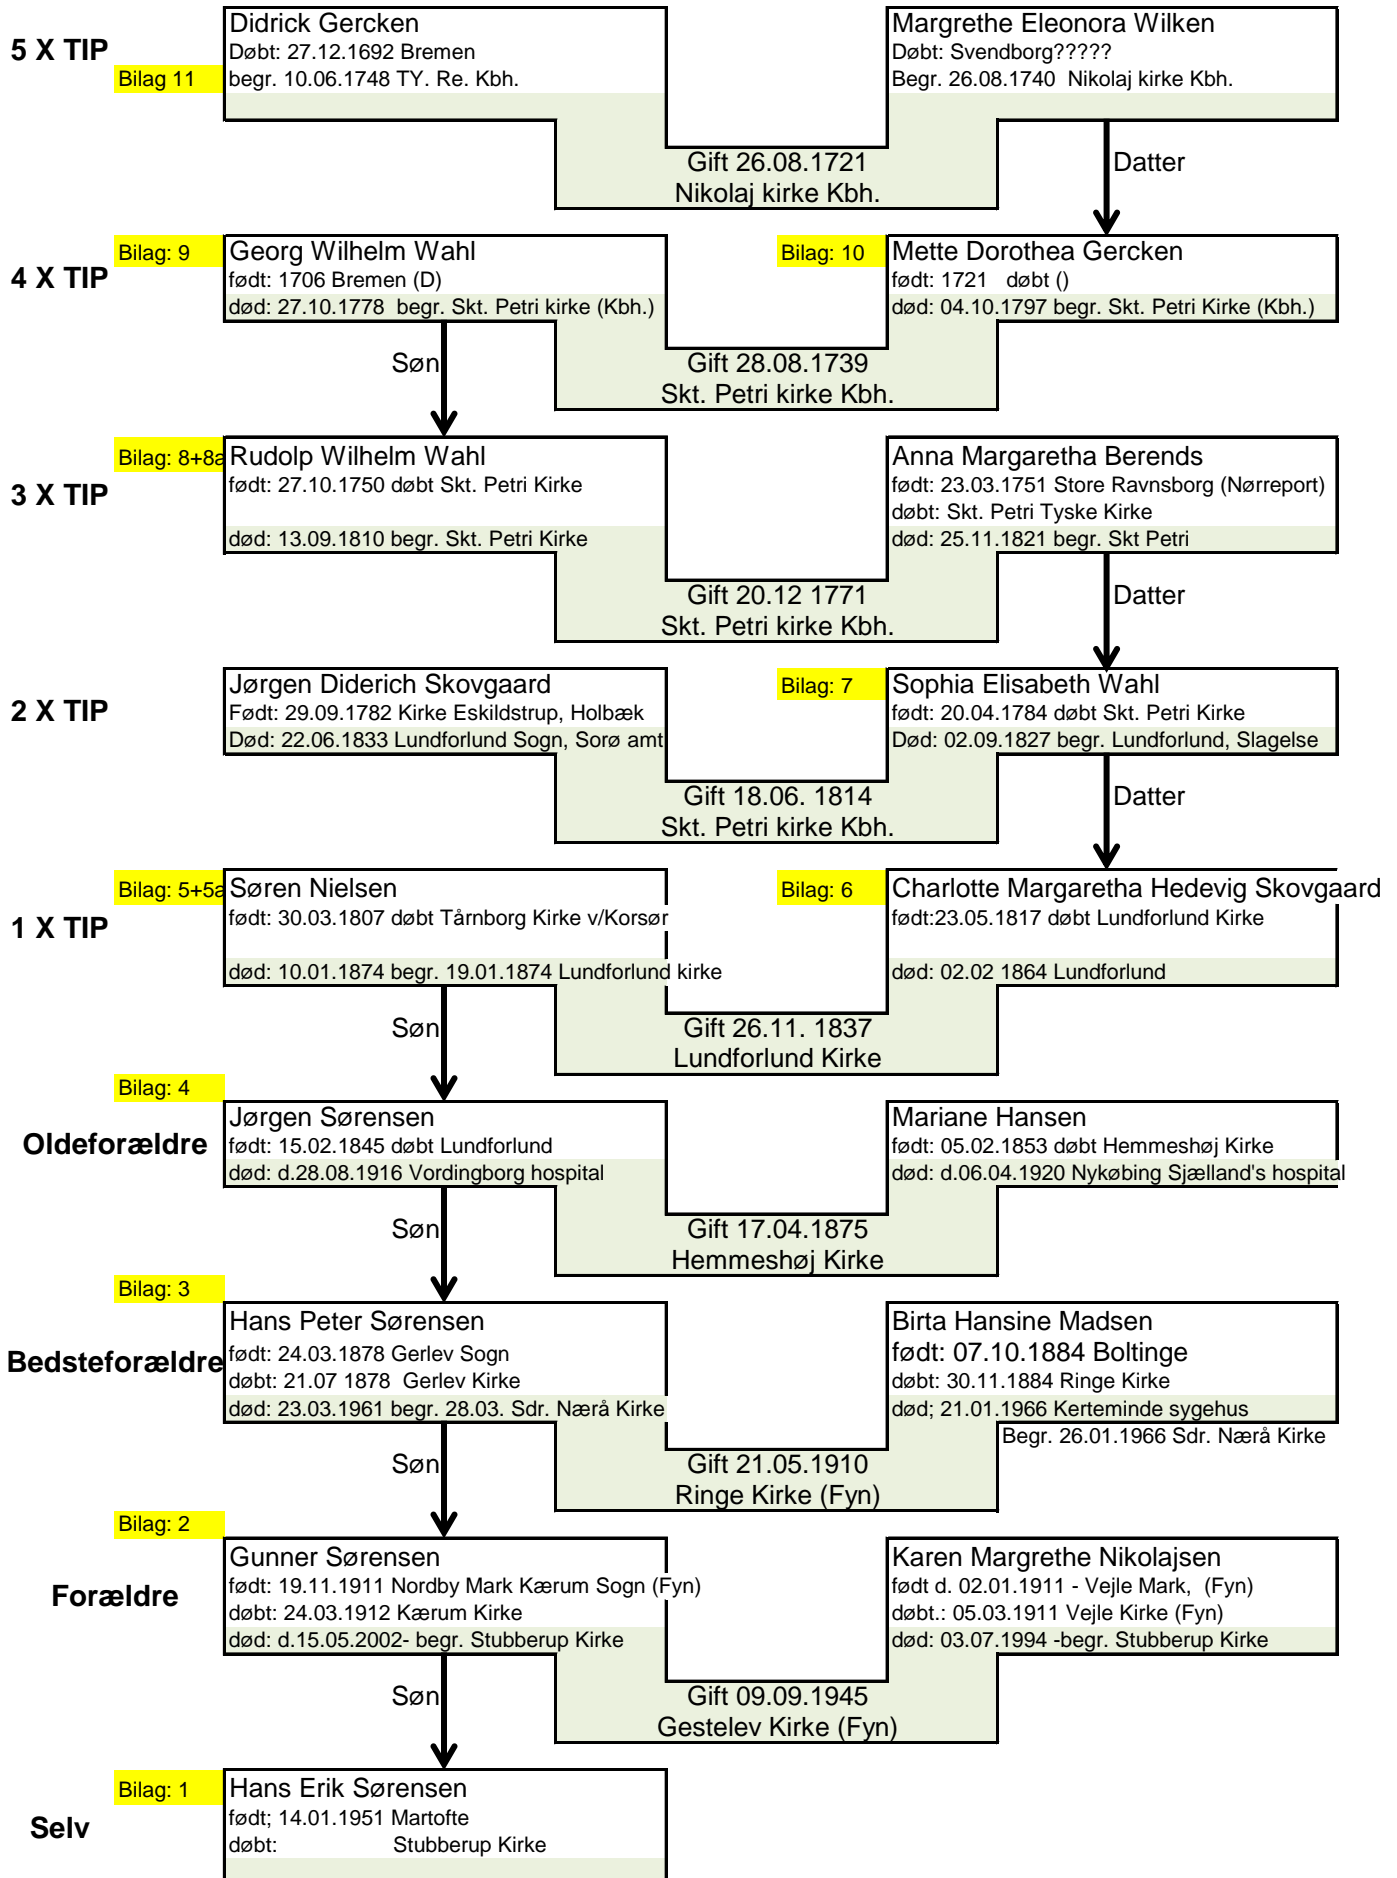 5 X TIP
Bilag 11
Didrick Gercken
Døbt: 27.12.1692 Bremen
begr. 10.06.1748 TY. Re. Kbh.
Margrethe Eleonora Wilken
Døbt: Svendborg?????
Begr. 26.08.1740  Nikolaj kirke Kbh.
Gift 26.08.1721
Nikolaj kirke Kbh.
Datter
4 X TIP
Bilag: 9
Georg Wilhelm Wahl
født: 1706 Bremen (D)
død: 27.10.1778  begr. Skt. Petri kirke (Kbh.)
Bilag: 10
Mette Dorothea Gercken
født: 1721   døbt ()
død: 04.10.1797 begr. Skt. Petri Kirke (Kbh.)
Søn
Gift 28.08.1739
Skt. Petri kirke Kbh.
3 X TIP
Bilag: 8+8a
Rudolp Wilhelm Wahl
født: 27.10.1750 døbt Skt. Petri Kirke
død: 13.09.1810 begr. Skt. Petri Kirke
Anna Margaretha Berends
født: 23.03.1751 Store Ravnsborg (Nørreport)
døbt: Skt. Petri Tyske Kirke
død: 25.11.1821 begr. Skt Petri
Gift 20.12 1771
Skt. Petri kirke Kbh.
Datter
2 X TIP
Jørgen Diderich Skovgaard
Født: 29.09.1782 Kirke Eskildstrup, Holbæk
Død: 22.06.1833 Lundforlund Sogn, Sorø amt
Bilag: 7
Sophia Elisabeth Wahl
født: 20.04.1784 døbt Skt. Petri Kirke
Død: 02.09.1827 begr. Lundforlund, Slagelse
Gift 18.06. 1814
Skt. Petri kirke Kbh.
Datter
1 X TIP
Bilag: 5+5a
Søren Nielsen
født: 30.03.1807 døbt Tårnborg Kirke v/Korsør
død: 10.01.1874 begr. 19.01.1874 Lundforlund kirke
Bilag: 6
Charlotte Margaretha Hedevig Skovgaard
født:23.05.1817 døbt Lundforlund Kirke
død: 02.02 1864 Lundforlund
Søn
Gift 26.11. 1837
Lundforlund Kirke
Bilag: 4
Oldeforældre
Jørgen Sørensen
født: 15.02.1845 døbt Lundforlund
død: d.28.08.1916 Vordingborg hospital
Mariane Hansen
født: 05.02.1853 døbt Hemmeshøj Kirke
død: d.06.04.1920 Nykøbing Sjælland's hospital
Søn
Gift 17.04.1875
Hemmeshøj Kirke
Bilag: 3
Bedsteforældre
Hans Peter Sørensen
født: 24.03.1878 Gerlev Sogn
døbt: 21.07 1878  Gerlev Kirke
død: 23.03.1961 begr. 28.03. Sdr. Nærå Kirke
Birta Hansine Madsen
født: 07.10.1884 Boltinge
døbt: 30.11.1884 Ringe Kirke
død; 21.01.1966 Kerteminde sygehus
Begr. 26.01.1966 Sdr. Nærå Kirke
Søn
Gift 21.05.1910
Ringe Kirke (Fyn)
Bilag: 2
Forældre
Gunner Sørensen
født: 19.11.1911 Nordby Mark Kærum Sogn (Fyn)
døbt: 24.03.1912 Kærum Kirke
død: d.15.05.2002- begr. Stubberup Kirke
Karen Margrethe Nikolajsen
født d. 02.01.1911 - Vejle Mark,  (Fyn)
døbt.: 05.03.1911 Vejle Kirke (Fyn)
død: 03.07.1994 -begr. Stubberup Kirke
Søn
Gift 09.09.1945
Gestelev Kirke (Fyn)
Bilag: 1
Selv
Hans Erik Sørensen
født; 14.01.1951 Martofte
døbt: Stubberup Kirke